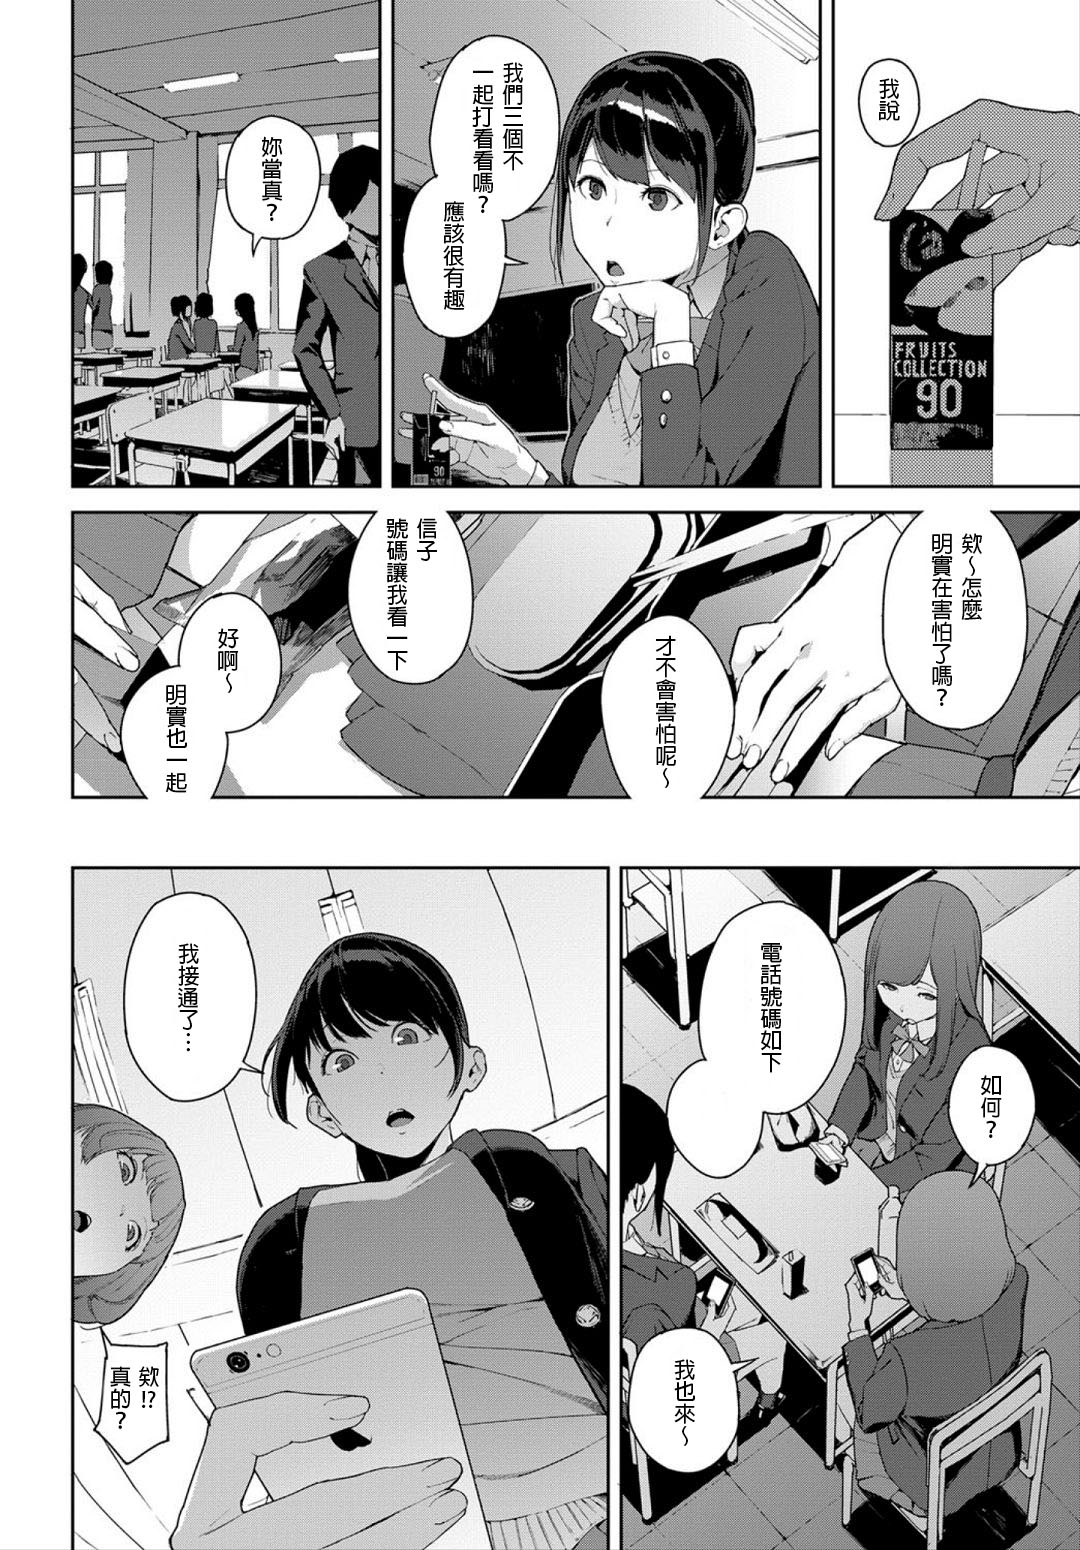 我說
FRUITS
COLLECTION
90
我們三個不
一起打看看嗎？
應該很有趣
90
妳當真？
欸～怎麼
明實在害怕了嗎？
才不會害怕呢～
信子
號碼讓我看一下
好啊～
明實也一起
電話號碼如下
如何？
我也來～
我接通了…
欸!?
真的？